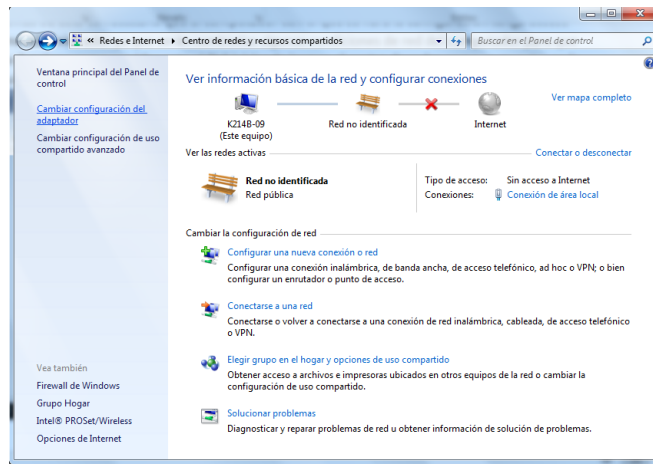 « Redes e Internet ▸ Centro de redes y recursos compartidos
Buscar en el Panel de control
Ventana principal del Panel de
control
Cambiar configuración del
adaptador
Cambiar configuración de uso
compartido avanzado
Vea también
Firewall de Windows
Grupo Hogar
Intel® PROSet/Wireless
Opciones de Internet
Ver información básica de la red y configurar conexiones
Ver mapa completo
K214B-09
(Este equipo)
Red no identificada
Internet
Ver las redes activas
Conectar o desconectar
Red no identificada
Red pública
Tipo de acceso: Sin acceso a Internet
Conexiones: Conexión de área local
Cambiar la configuración de red
Configurar una nueva conexión o red
Configurar una conexión inalámbrica, de banda ancha, de acceso telefónico, ad hoc o VPN; o bien
configurar un enrutador o punto de acceso.
Conectarse a una red
Conectarse o volver a conectarse a una conexión de red inalámbrica, cableada, de acceso telefónico
o VPN.
Elegir grupo en el hogar y opciones de uso compartido
Obtener acceso a archivos e impresoras ubicados en otros equipos de la red o cambiar la
configuración de uso compartido.
Solucionar problemas
Diagnosticar y reparar problemas de red u obtener información de solución de problemas.